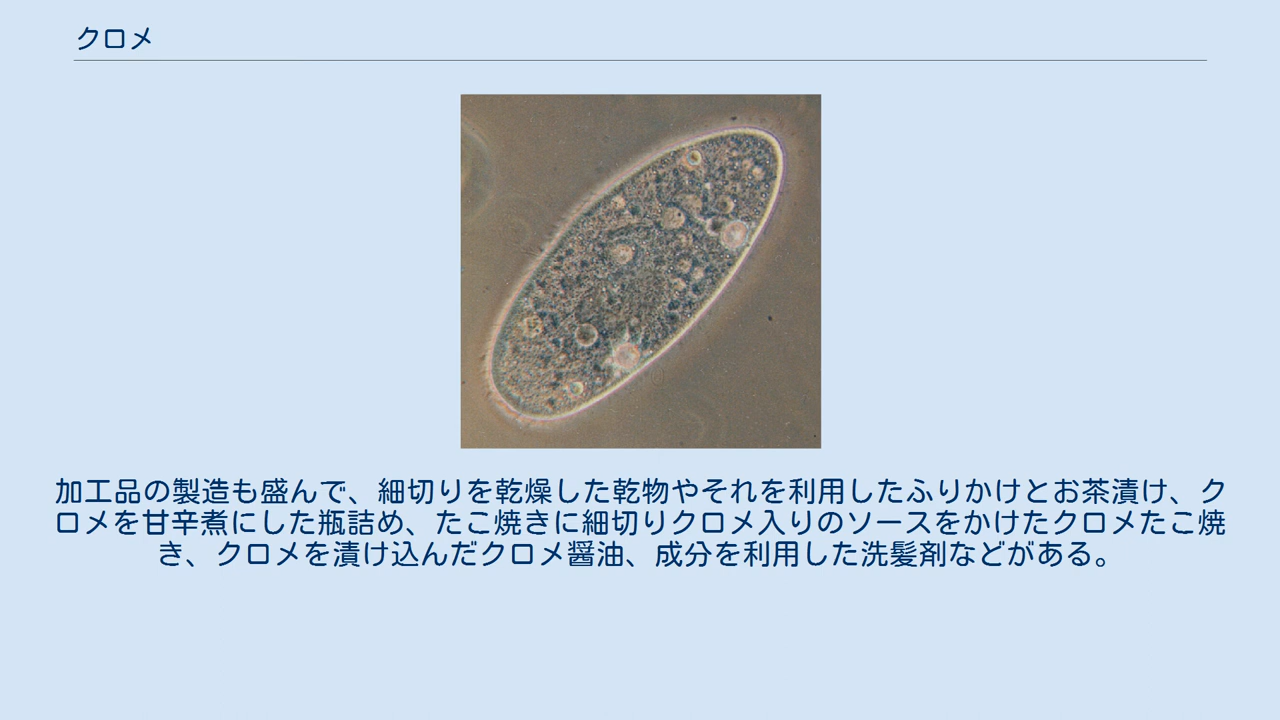 クロメ
加工品の製造も盛んで、細切りを乾燥した乾物やそれを利用したふりかけとお茶漬け、ク
ロメを甘辛煮にした瓶詰め、たこ焼きに細切りクロメ入りのソースをかけたクロメたこ焼
き、クロメを漬け込んだクロメ醤油、成分を利用した洗髪剤などがある。